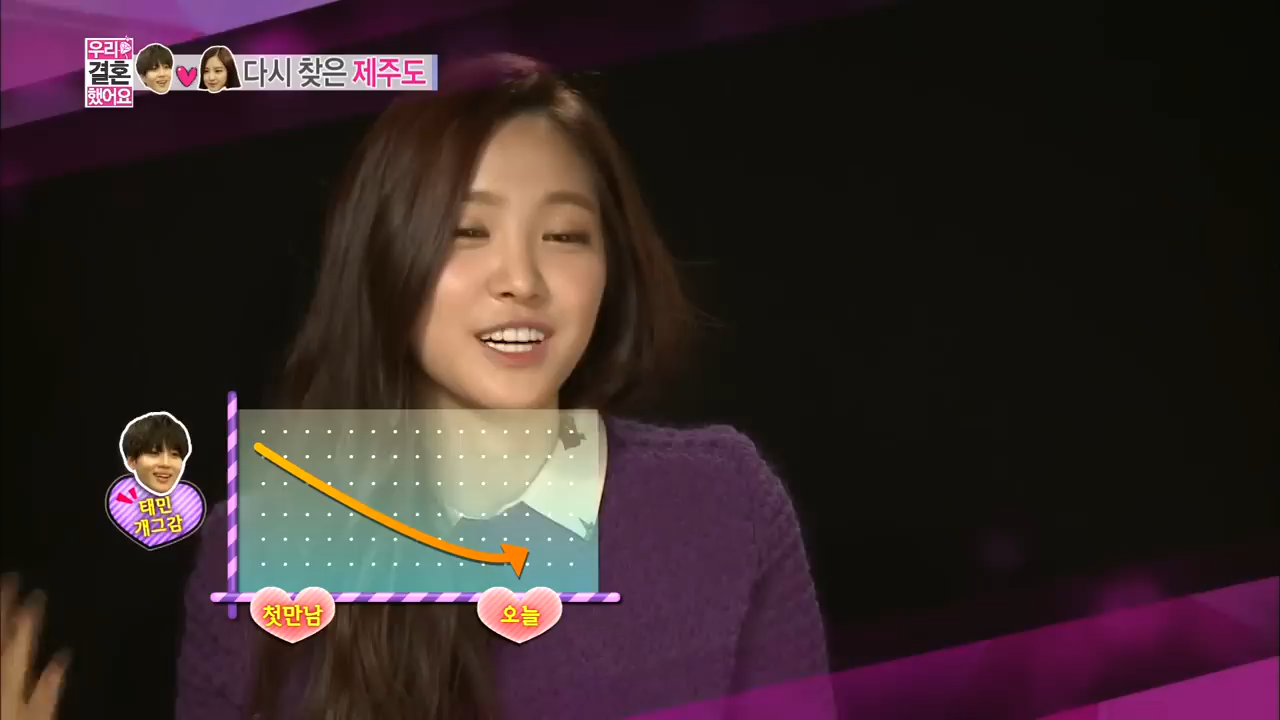 우리
결혼
했어요
다시 찾은 제주도
태민
개그감
첫만남
오늘